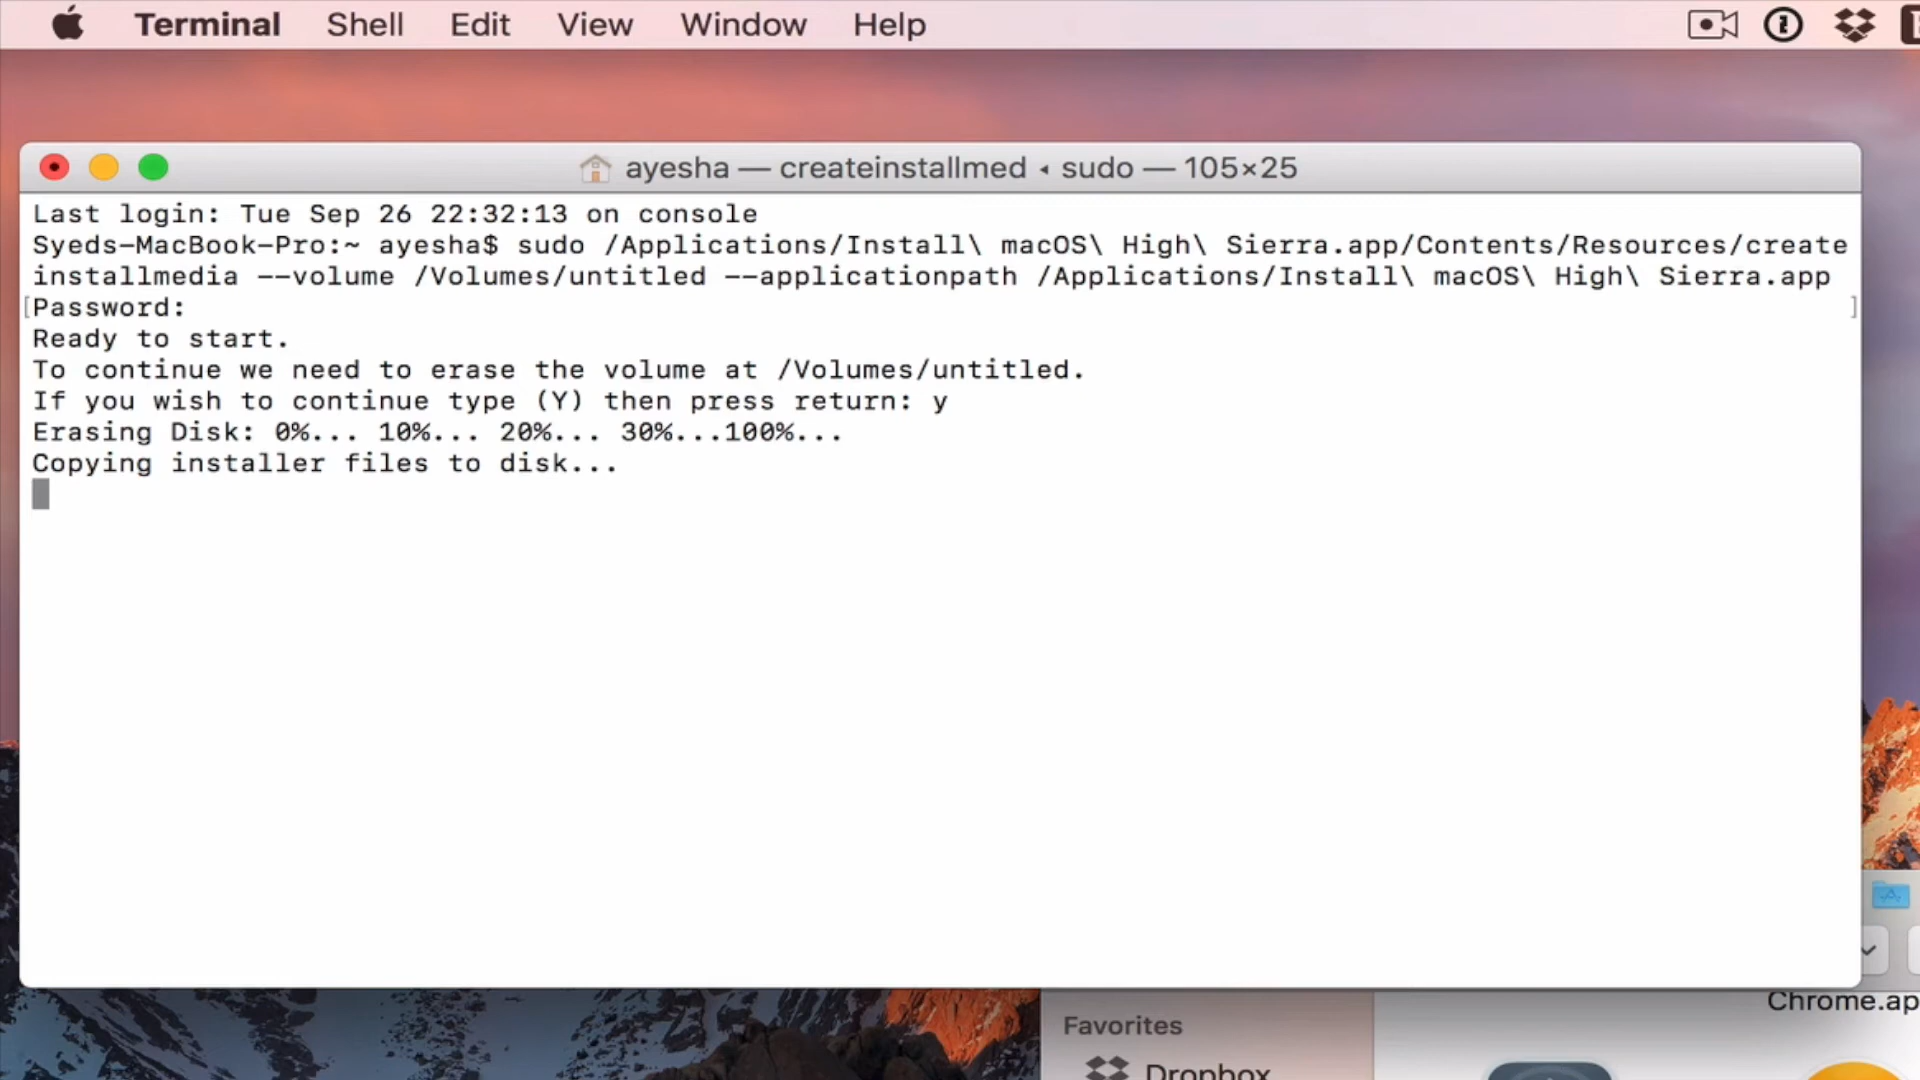 Terminal Shell Edit View Window Help
ayesha — createinstallmed ◂ sudo — 105×25
Last login: Tue Sep 26 22:32:13 on console
Syeds-MacBook-Pro:~ ayesha$ sudo /Applications/Install\ macOS\ High\ Sierra.app/Contents/Resources/create
installmedia --volume /Volumes/untitled --applicationpath /Applications/Install\ macOS\ High\ Sierra.app
[Password: ]
Ready to start.
To continue we need to erase the volume at /Volumes/untitled.
If you wish to continue type (Y) then press return: y
Erasing Disk: 0%... 10%... 20%... 30%...100%...
Copying installer files to disk...
Chrome.ap
Favorites
Dropbox